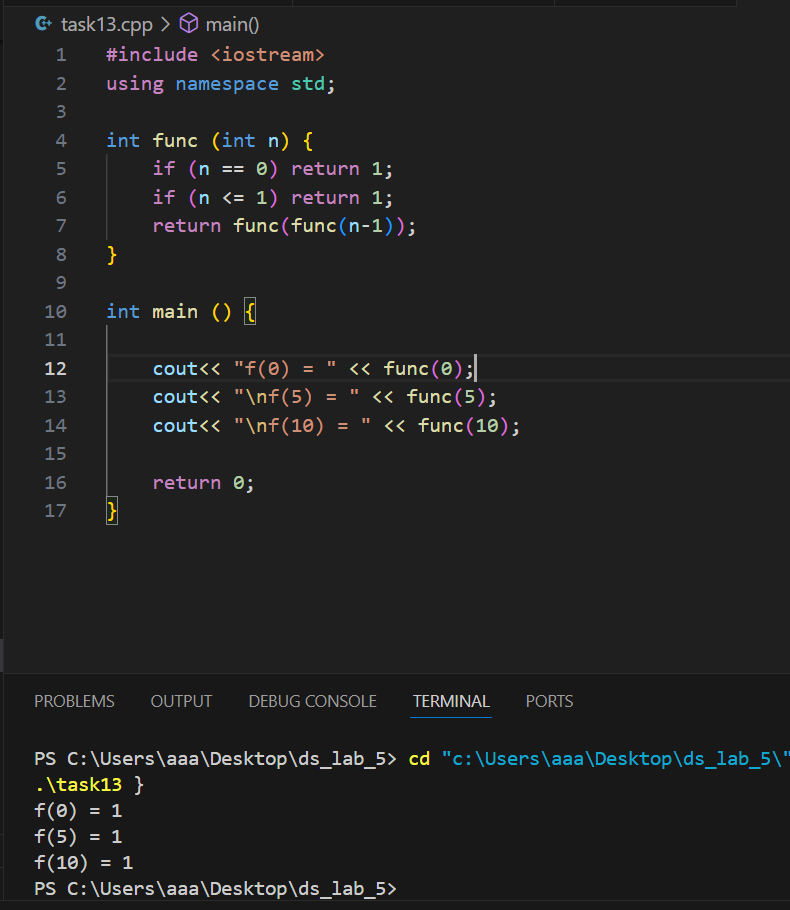 task13.cpp > main()
1 #include <iostream>
2 using namespace std;
3
4 int func (int n) {
5     if (n == 0) return 1;
6     if (n <= 1) return 1;
7     return func(func(n-1));
8 }
9
10 int main () {
11
12     cout<< "f(0) = " << func(0);
13     cout<< "\nf(5) = " << func(5);
14     cout<< "\nf(10) = " << func(10);
15
16     return 0;
17 }
PROBLEMS OUTPUT DEBUG CONSOLE TERMINAL PORTS
PS C:\Users\aaa\Desktop\ds_lab_5> cd "c:\Users\aaa\Desktop\ds_lab_5\"
.\task13 }
f(0) = 1
f(5) = 1
f(10) = 1
PS C:\Users\aaa\Desktop\ds_lab_5>